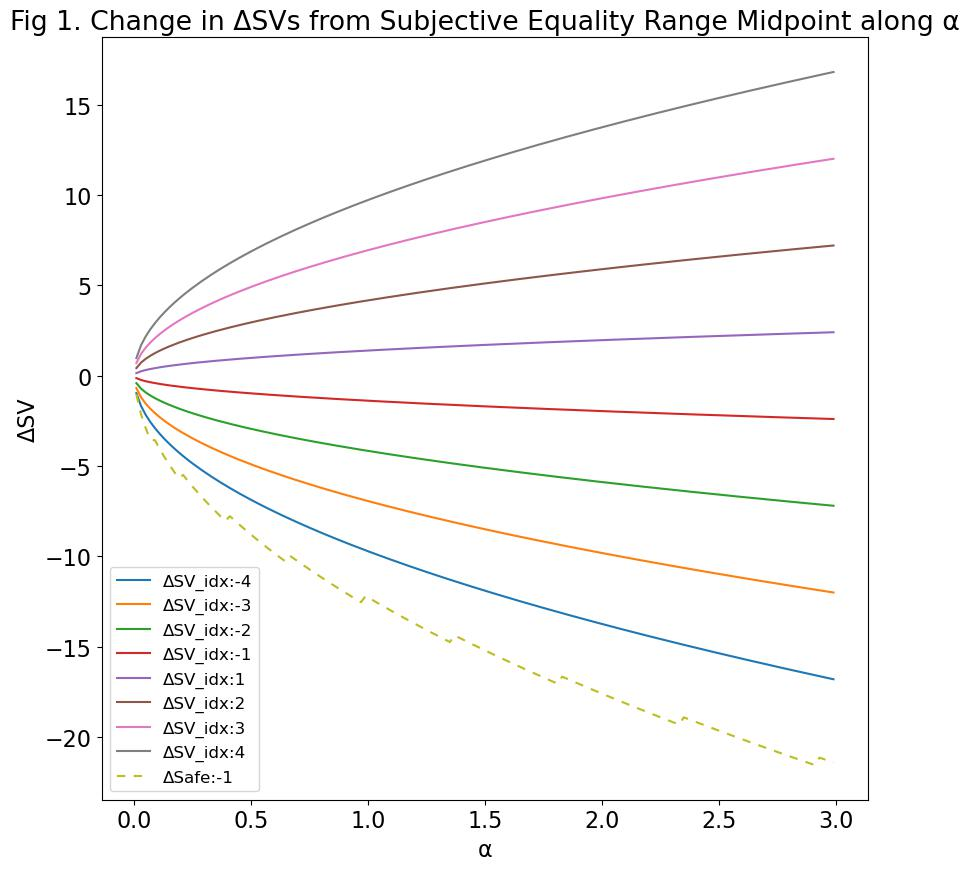 Fig 1. Change in ΔSVs from Subjective Equality Range Midpoint along α
15
10
5
0
−5
−10
−15
−20
ΔSV
ΔSV_idx:-4
ΔSV_idx:-3
ΔSV_idx:-2
ΔSV_idx:-1
ΔSV_idx:1
ΔSV_idx:2
ΔSV_idx:3
ΔSV_idx:4
ΔSafe:-1
0.0 0.5 1.0 1.5 2.0 2.5 3.0
α